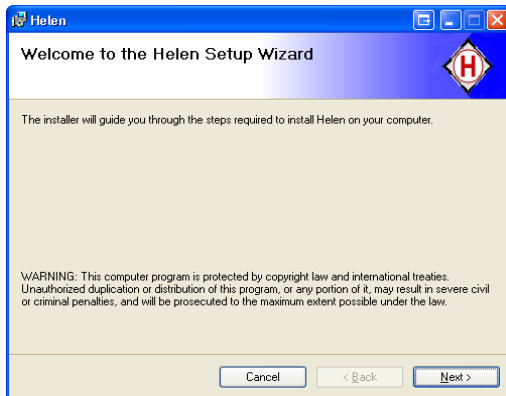 Helen
Welcome to the Helen Setup Wizard
H
The installer will guide you through the steps required to install Helen on your computer.
WARNING: This computer program is protected by copyright law and international treaties.
Unauthorized duplication or distribution of this program, or any portion of it, may result in severe civil
or criminal penalties, and will be prosecuted to the maximum extent possible under the law.
Cancel
< Back
Next >